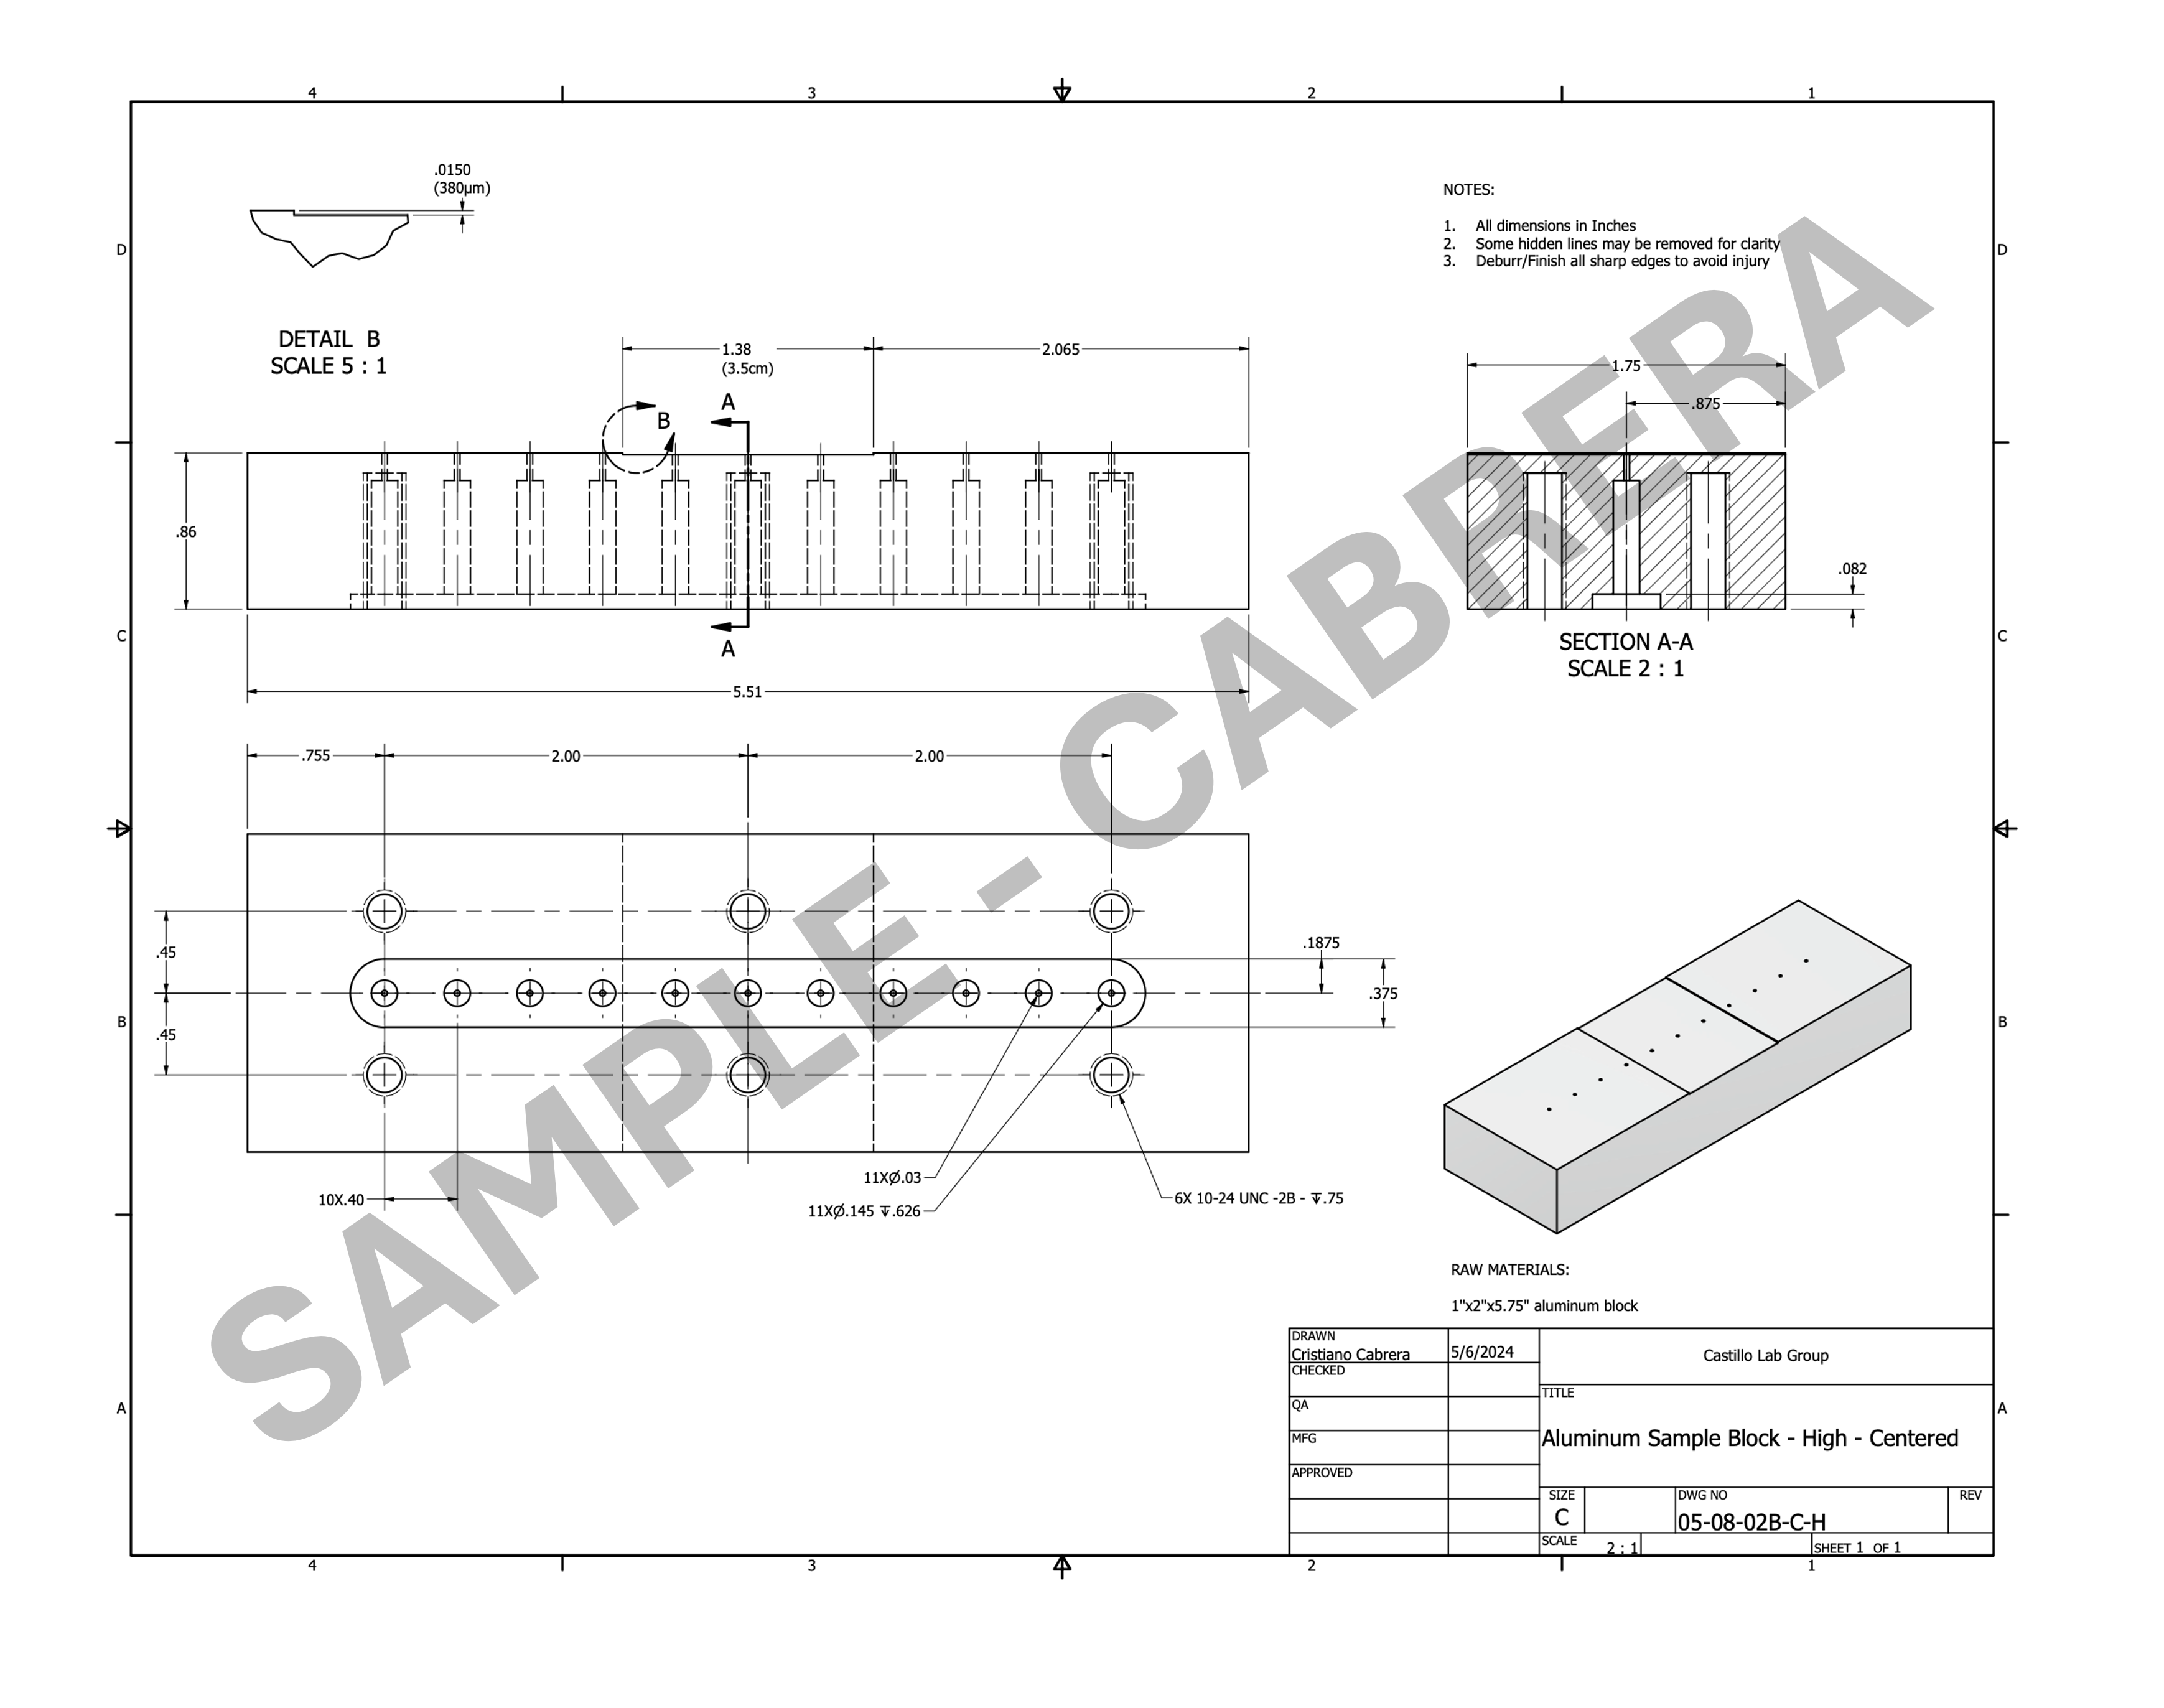 4 3 2 1
.0150
(380µm)
DETAIL B
SCALE 5 : 1
NOTES:
1. All dimensions in Inches
2. Some hidden lines may be removed for clarity
3. Deburr/Finish all sharp edges to avoid injury
D D
1.38
(3.5cm)
2.065
B
A
.86
A
5.51
1.75
.875
.082
SECTION A-A
SCALE 2 : 1
C C
.755 2.00 2.00
.45
.45
.1875
.375
B B
10X.40
11XØ.03
11XØ.145 ↧.626
6X 10-24 UNC -2B - ↧.75
SAMPLE - CABRERA
RAW MATERIALS:
1"x2"x5.75" aluminum block
A A
DRAWN
Cristiano Cabrera 5/6/2024
CHECKED
QA
MFG
APPROVED
Castillo Lab Group
TITLE
Aluminum Sample Block - High - Centered
SIZE
C
DWG NO
05-08-02B-C-H
REV
SCALE 2 : 1
SHEET 1 OF 1
4 3 2 1